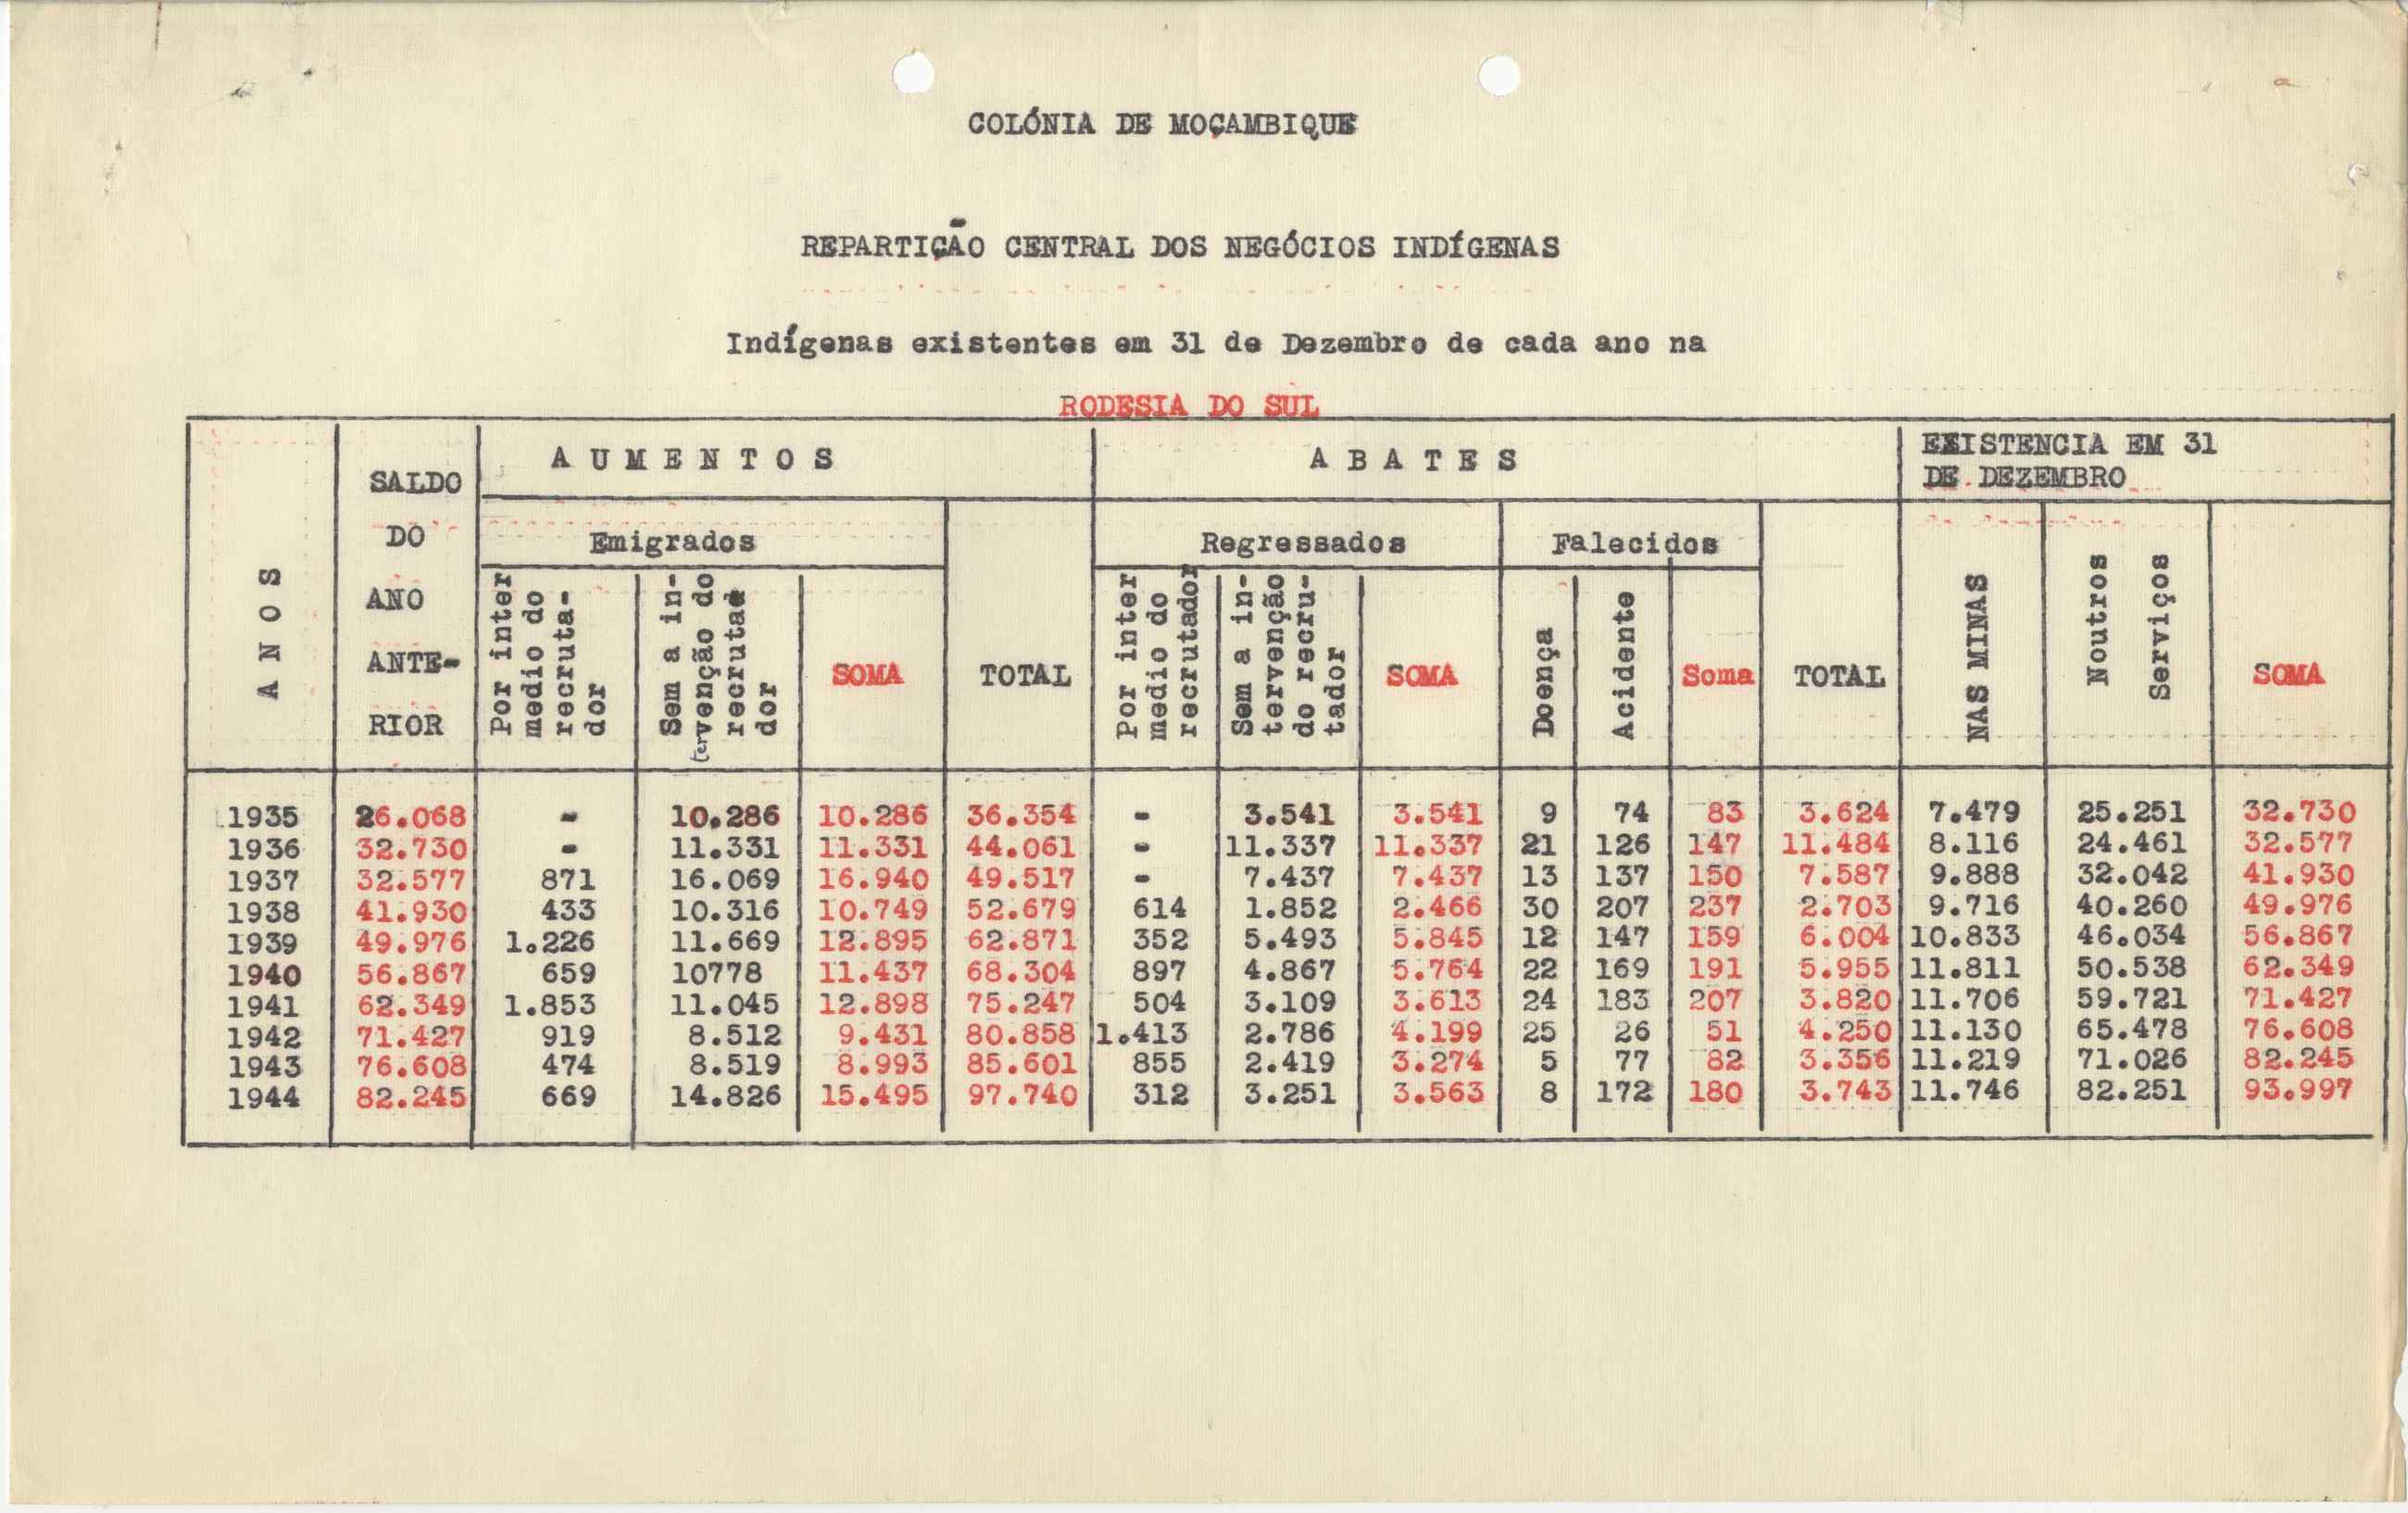 COLÓNIA DE MOÇAMBIQUE
REPARTIÇÃO CENTRAL DOS NEGÓCIOS INDÍGENAS
Indígenas existentes em 31 de Dezembro de cada ano na
RODESIA DO SUL
ANOS
SALDO
DO
ANO
ANTE-
RIOR
AUMENTOS
Emigrados
Por inter
medio do
recruta-
dor
Sem a in-
tervenção do
recruta
dor
SOMA
TOTAL
ABATES
Regressados
Por inter
medio do
recrutador
Sem a in-
tervenção
do recru-
tador
SOMA
Falecidos
Doença
Acidente
Soma
TOTAL
EXISTENCIA EM 31
DE DEZEMBRO
NAS MINAS
Noutros
Serviços
SOMA
1935 26.068 - 10.286 10.286 36.354 - 3.541 3.541 9 74 83 3.624 7.479 25.251 32.730
1936 32.730 - 11.331 11.331 44.061 - 11.337 11.337 21 126 147 11.484 8.116 24.461 32.577
1937 32.577 871 16.069 16.940 49.517 - 7.437 7.437 13 137 150 7.587 9.888 32.042 41.930
1938 41.930 433 10.316 10.749 52.679 614 1.852 2.466 30 207 237 2.703 9.716 40.260 49.976
1939 49.976 1.226 11.669 12.895 62.871 352 5.493 5.845 12 147 159 6.004 10.833 46.034 56.867
1940 56.867 659 10778 11.437 68.304 897 4.867 5.764 22 169 191 5.955 11.811 50.538 62.349
1941 62.349 1.853 11.045 12.898 75.247 504 3.109 3.613 24 183 207 3.820 11.706 59.721 71.427
1942 71.427 919 8.512 9.431 80.858 1.413 2.786 4.199 25 26 51 4.250 11.130 65.478 76.608
1943 76.608 474 8.519 8.993 85.601 855 2.419 3.274 5 77 82 3.356 11.219 71.026 82.245
1944 82.245 669 14.826 15.495 97.740 312 3.251 3.563 8 172 180 3.743 11.746 82.251 93.997